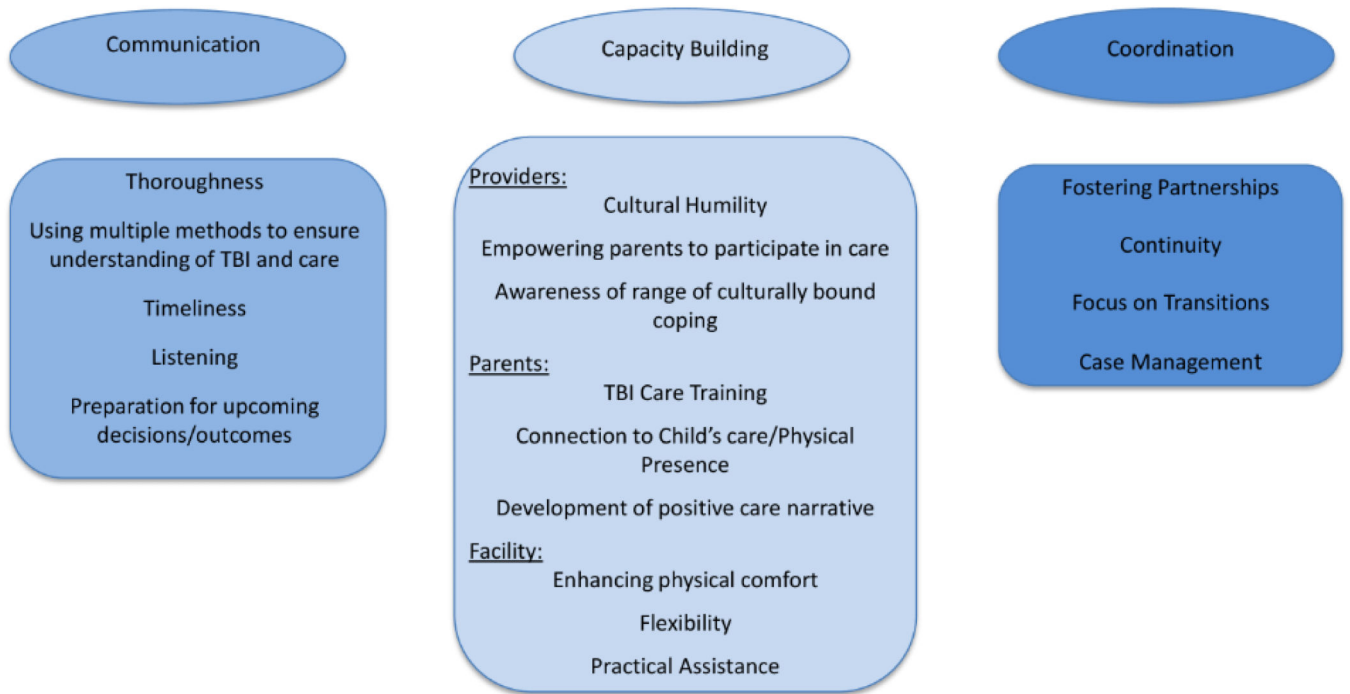 Communication
Thoroughness
Using multiple methods to ensure
understanding of TBI and care
Timeliness
Listening
Preparation for upcoming
decisions/outcomes
Capacity Building
Providers:
Cultural Humility
Empowering parents to participate in care
Awareness of range of culturally bound
coping
Parents:
TBI Care Training
Connection to Child's care/Physical
Presence
Development of positive care narrative
Facility:
Enhancing physical comfort
Flexibility
Practical Assistance
Coordination
Fostering Partnerships
Continuity
Focus on Transitions
Case Management